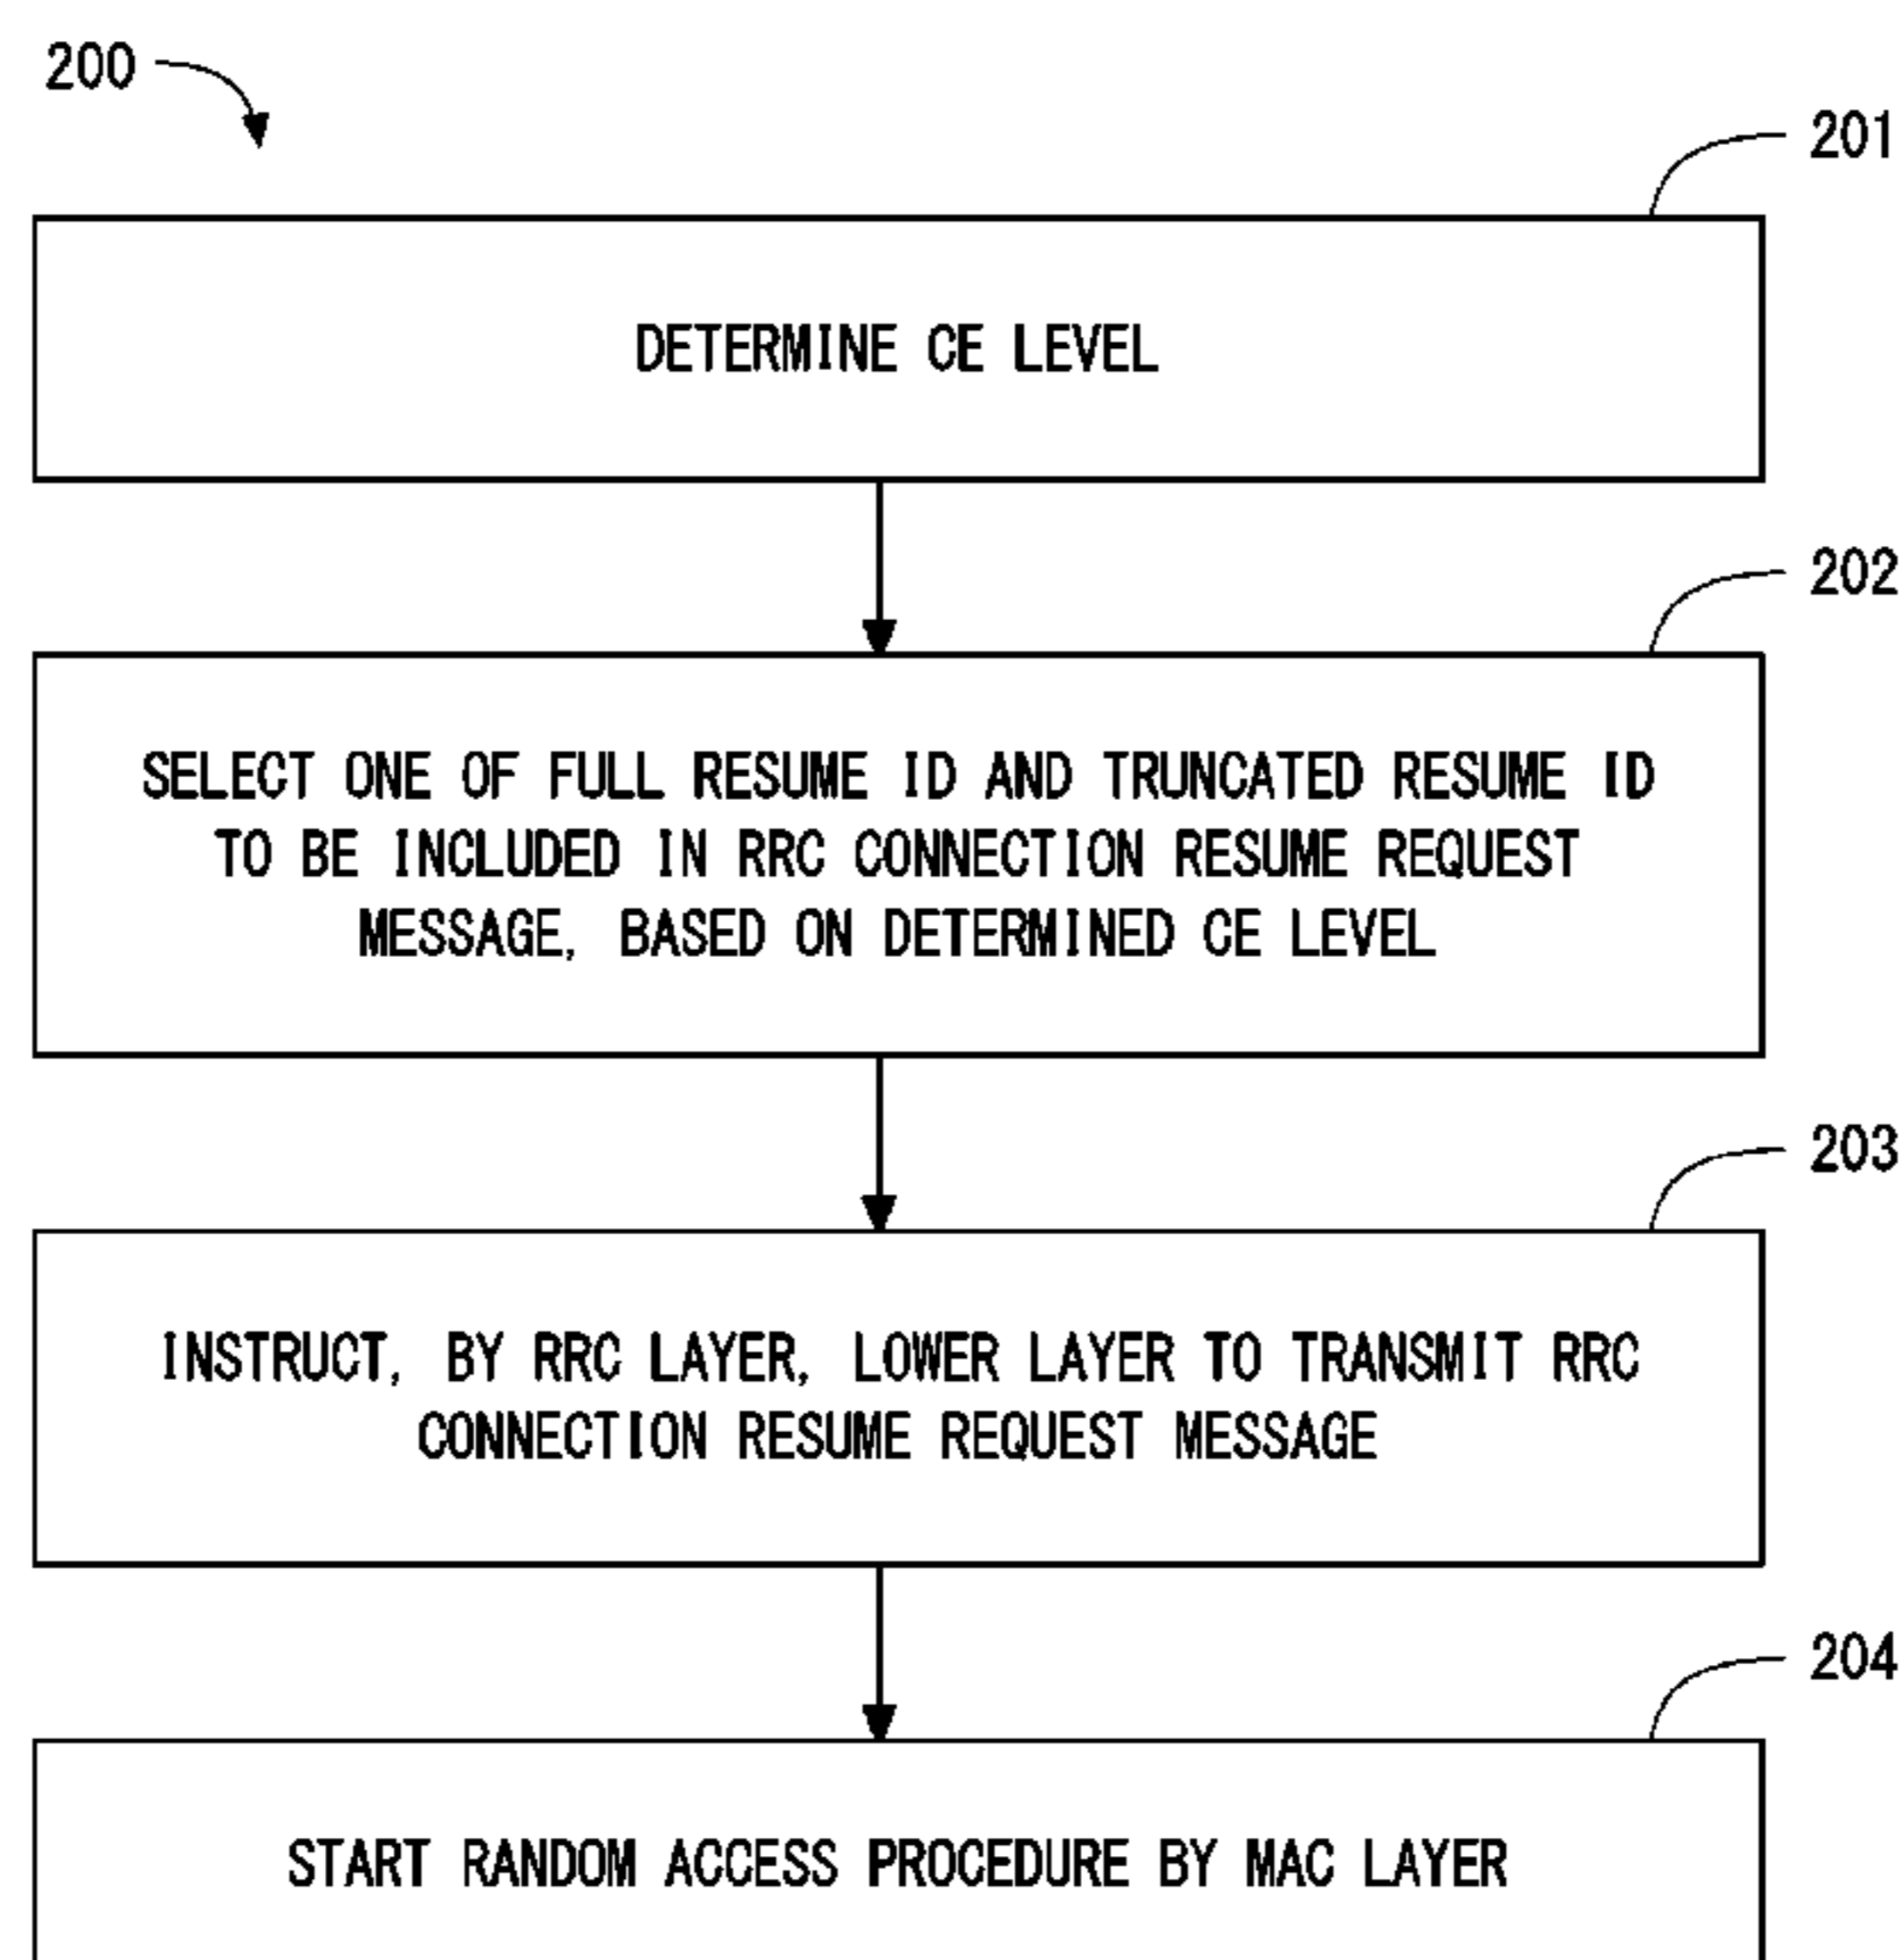 200
201
DETERMINE CE LEVEL
202
SELECT ONE OF FULL RESUME ID AND TRUNCATED RESUME ID
TO BE INCLUDED IN RRC CONNECTION RESUME REQUEST
MESSAGE, BASED ON DETERMINED CE LEVEL
203
INSTRUCT, BY RRC LAYER, LOWER LAYER TO TRANSMIT RRC
CONNECTION RESUME REQUEST MESSAGE
204
START RANDOM ACCESS PROCEDURE BY MAC LAYER